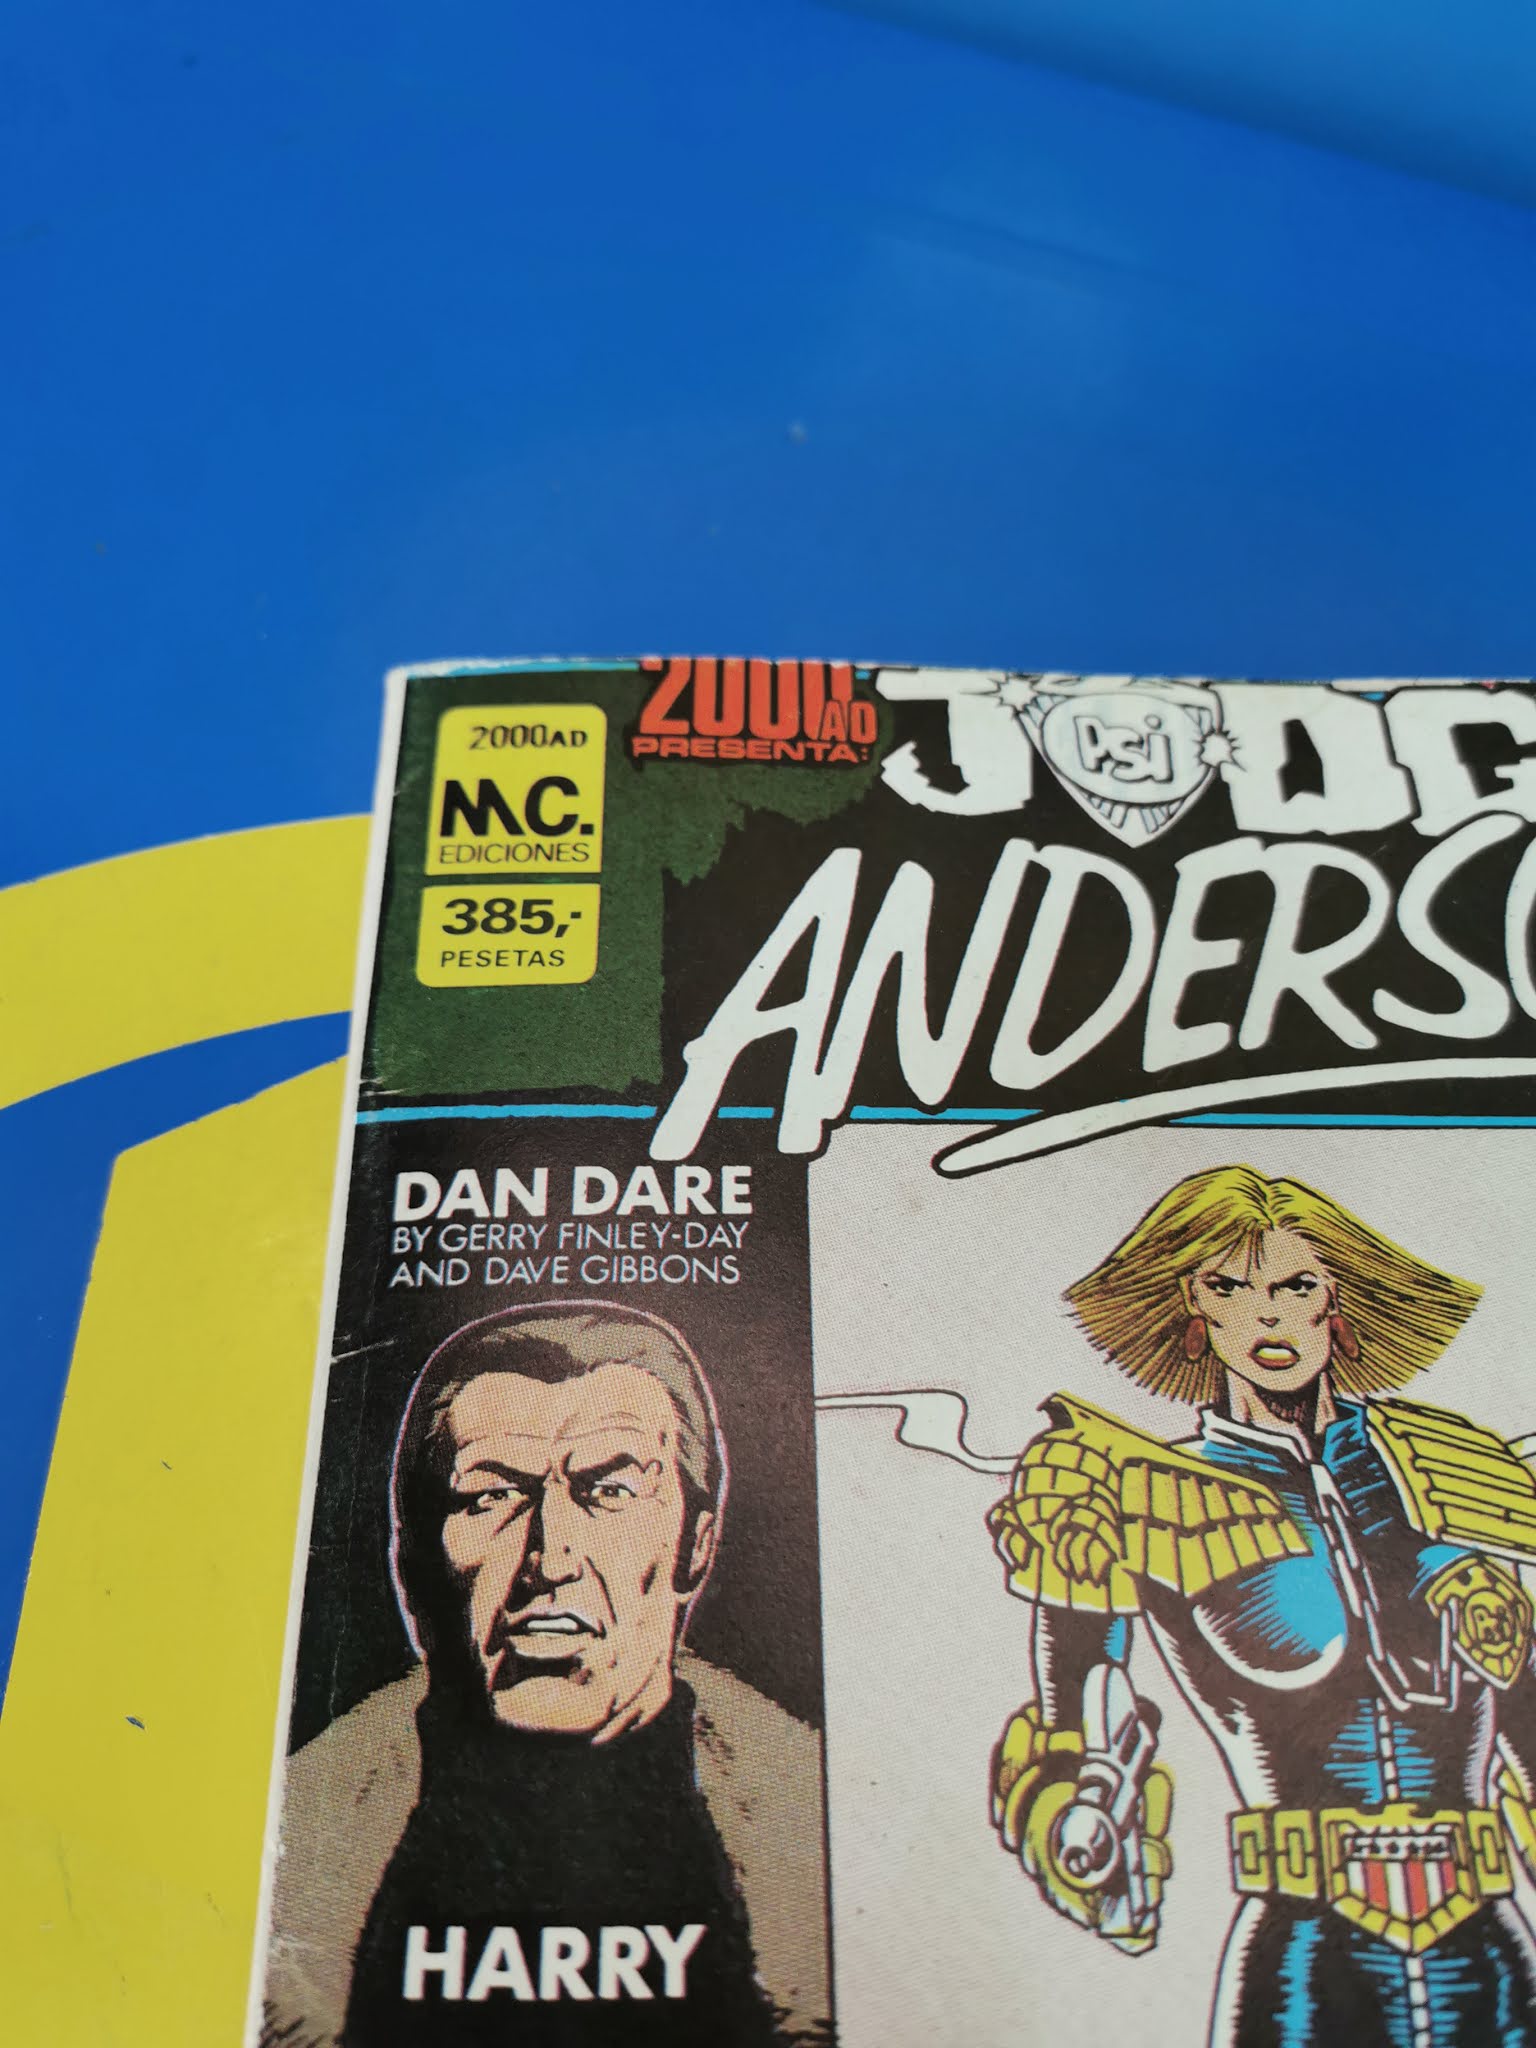 2000AD
MC.
EDICIONES
385,-
PESETAS
2000AD
PRESENTA:
JUDG
PSi
ANDERSO
DAN DARE
BY GERRY FINLEY-DAY
AND DAVE GIBBONS
HARRY